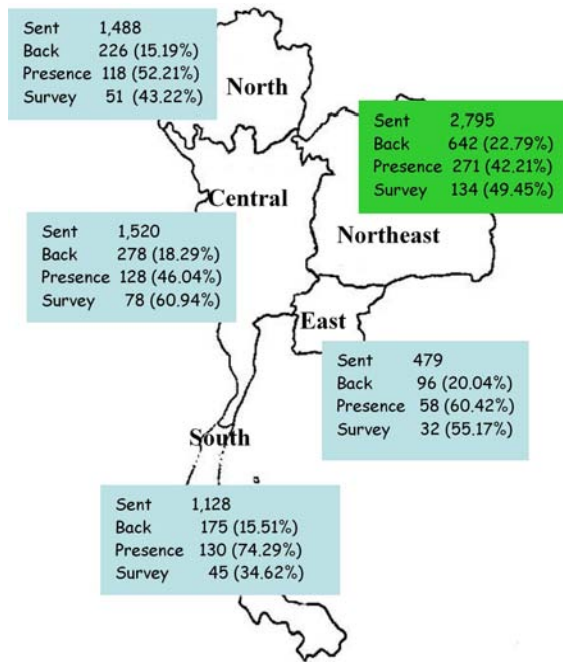 Sent 1,488
Back 226 (15.19%)
Presence 118 (52.21%)
Survey 51 (43.22%)
North
Sent 2,795
Back 642 (22.79%)
Presence 271 (42.21%)
Survey 134 (49.45%)
Central
Northeast
Sent 1,520
Back 278 (18.29%)
Presence 128 (46.04%)
Survey 78 (60.94%)
East
Sent 479
Back 96 (20.04%)
Presence 58 (60.42%)
Survey 32 (55.17%)
South
Sent 1,128
Back 175 (15.51%)
Presence 130 (74.29%)
Survey 45 (34.62%)